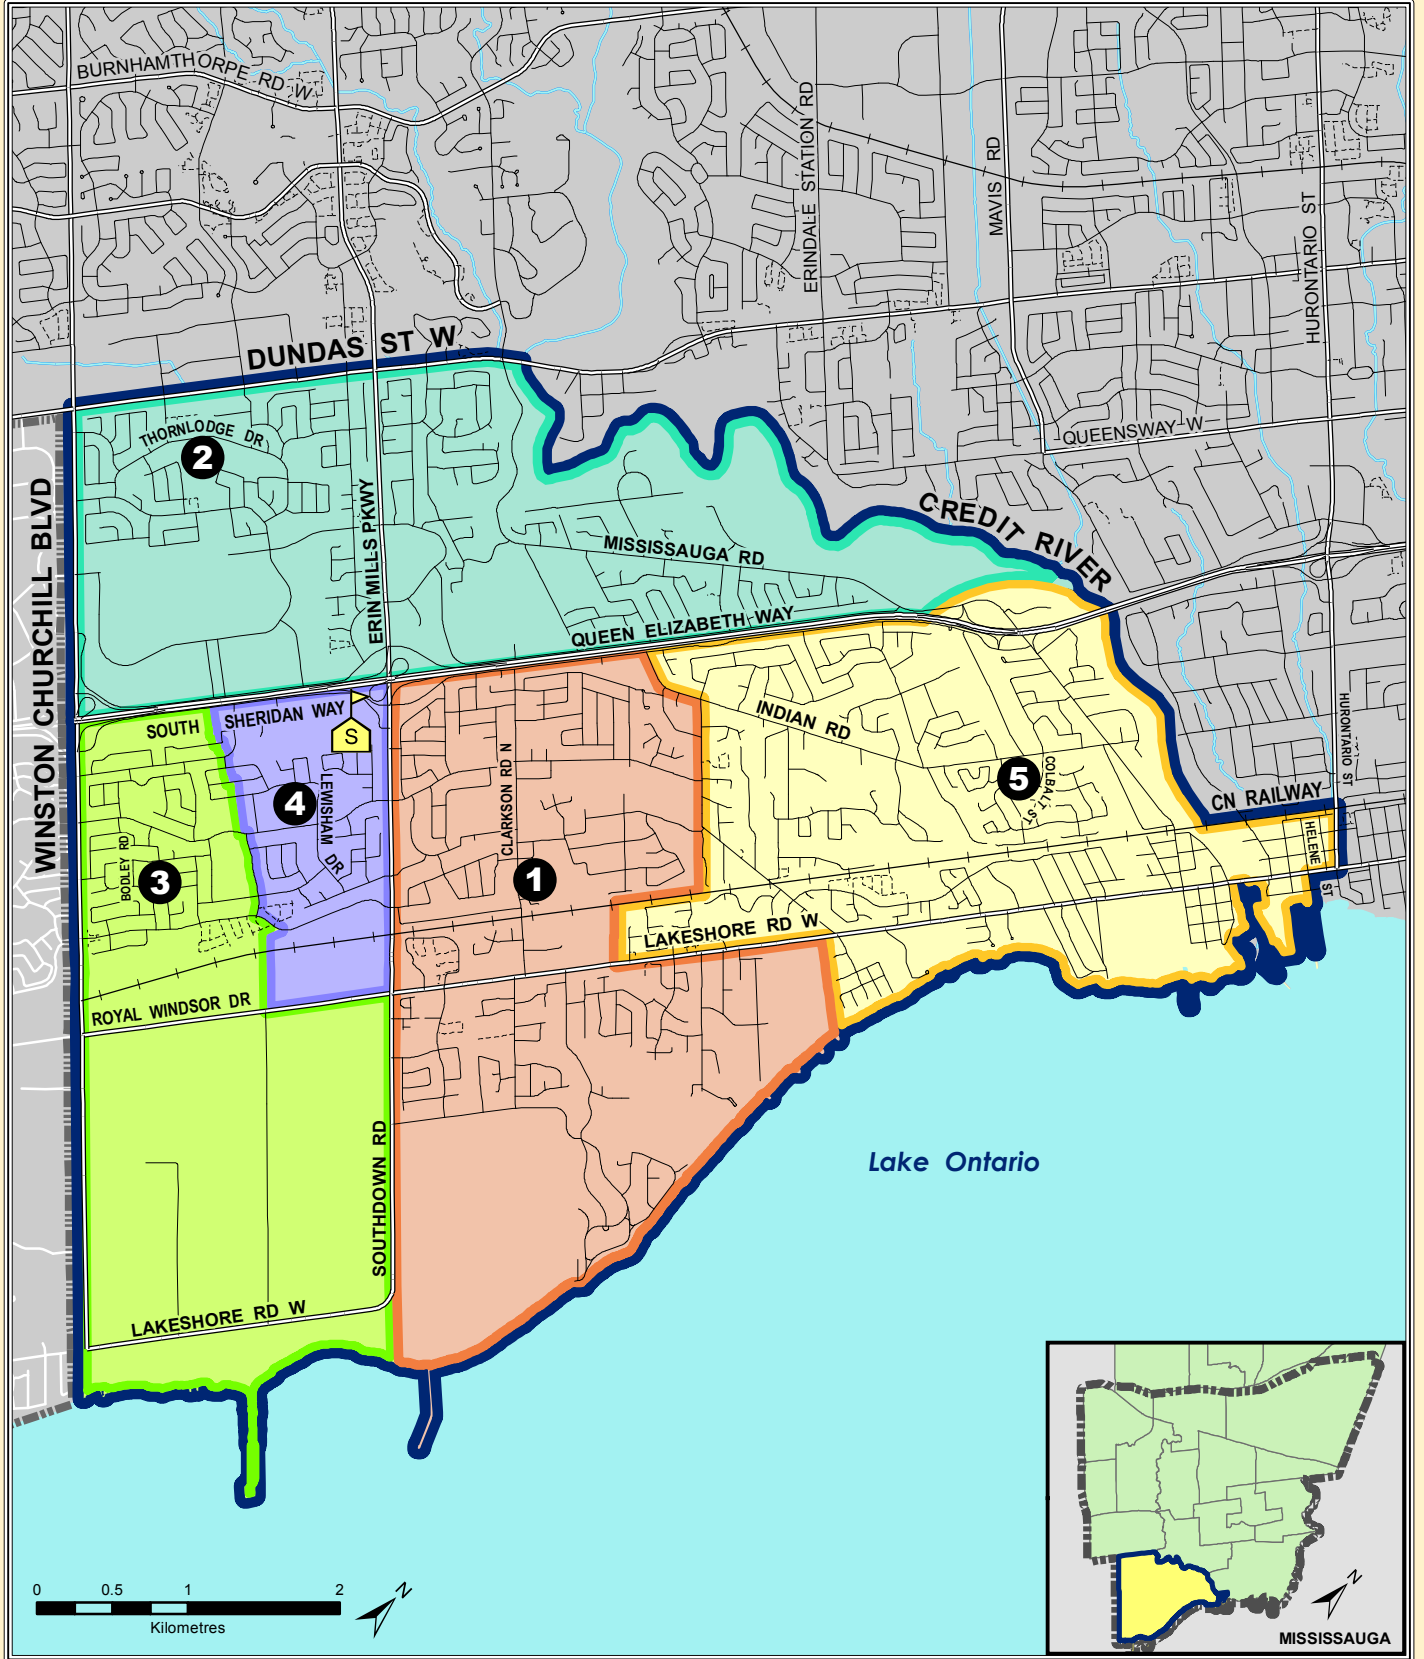 BURNHAMTHORPE RD W
ERINDALE STATION RD
MAVIS RD
HURONTARIO ST
DUNDAS ST W
QUEENSWAY W
THORNLODGE DR
2
WINSTON CHURCHILL BLVD
ERIN MILLS PKWY
CREDIT RIVER
MISSISSAUGA RD
QUEEN ELIZABETH WAY
SOUTH SHERIDAN WAY
S
INDIAN RD
HURONTARIO ST
CLARKSON RD N
COLBALT ST
5
LEWISHAM DR
4
CN RAILWAY
HELENE ST
BODLEY RD
3
1
LAKESHORE RD W
ROYAL WINDSOR DR
SOUTHDOWN RD
Lake Ontario
LAKESHORE RD W
0 0.5 1 2
Kilometres
N
N
MISSISSAUGA